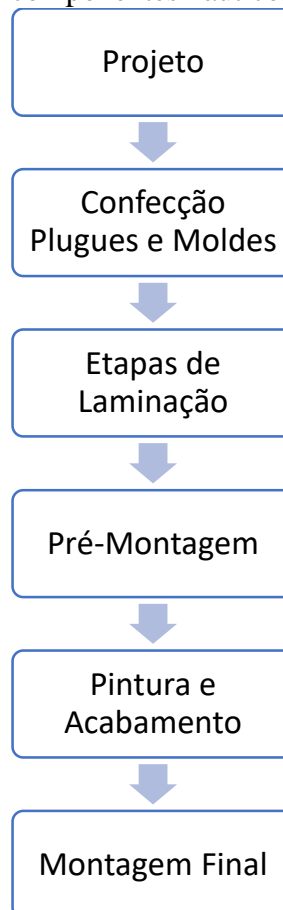 Projeto
Confecção
Plugues e Moldes
Etapas de
Laminação
Pré-Montagem
Pintura e
Acabamento
Montagem Final